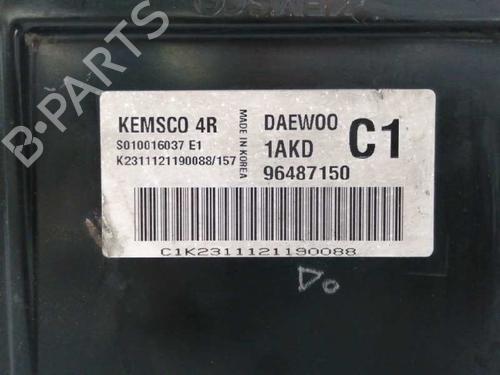 KEMSCO 4R
S010016037 E1
K2311121190088/157
MADE IN KOREA
DAEWOO
1AKD
96487150
C1
C1K2311121190088
Do
B-PARTS